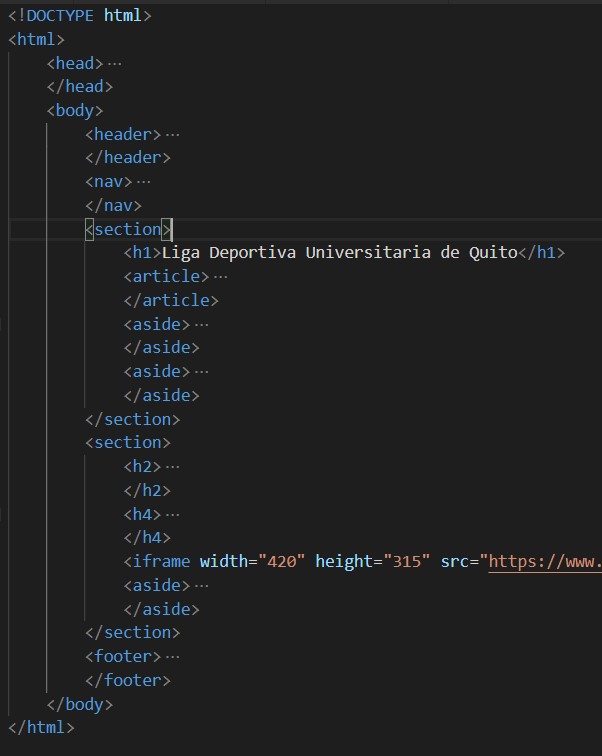 <!DOCTYPE html>
<html>
<head>···
</head>
<body>
<header>···
</header>
<nav>···
</nav>
<section>
<h1>Liga Deportiva Universitaria de Quito</h1>
<article>···
</article>
<aside>···
</aside>
<aside>···
</aside>
</section>
<section>
<h2>···
</h2>
<h4>···
</h4>
<iframe width="420" height="315" src="https://www.
<aside>···
</aside>
</section>
<footer>···
</footer>
</body>
</html>